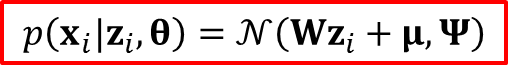 p(𝐱ᵢ|𝐳ᵢ, 𝛉) = 𝒩(𝐖𝐳ᵢ + 𝛍, 𝚿)